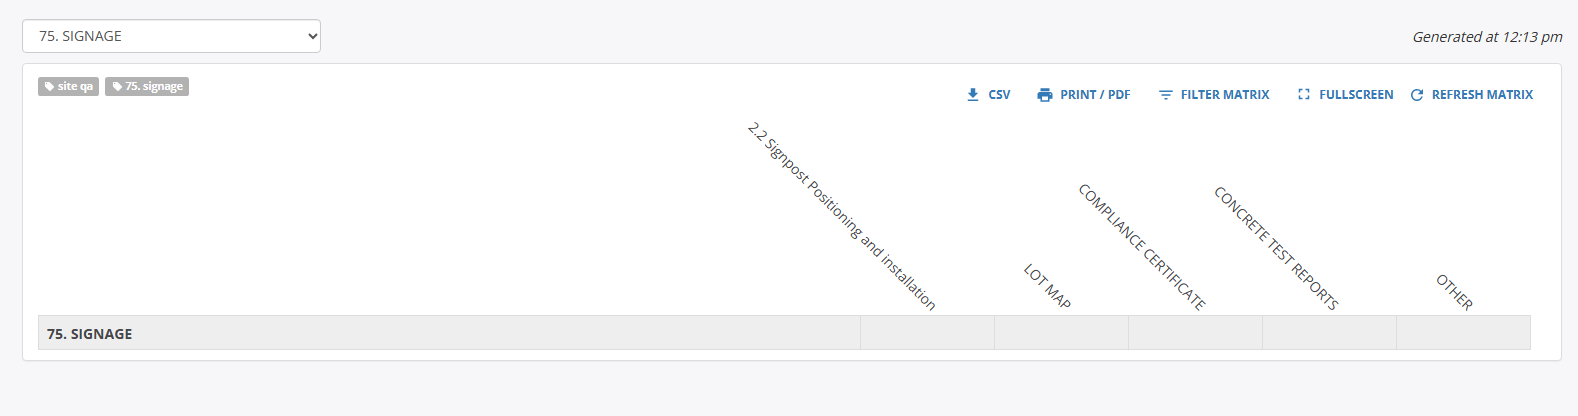 75. SIGNAGE
Generated at 12:13 pm
site qa
75. signage
CSV
PRINT / PDF
FILTER MATRIX
FULLSCREEN
REFRESH MATRIX
2.2 Signpost Positioning and installation
LOT MAP
COMPLIANCE CERTIFICATE
CONCRETE TEST REPORTS
OTHER
75. SIGNAGE